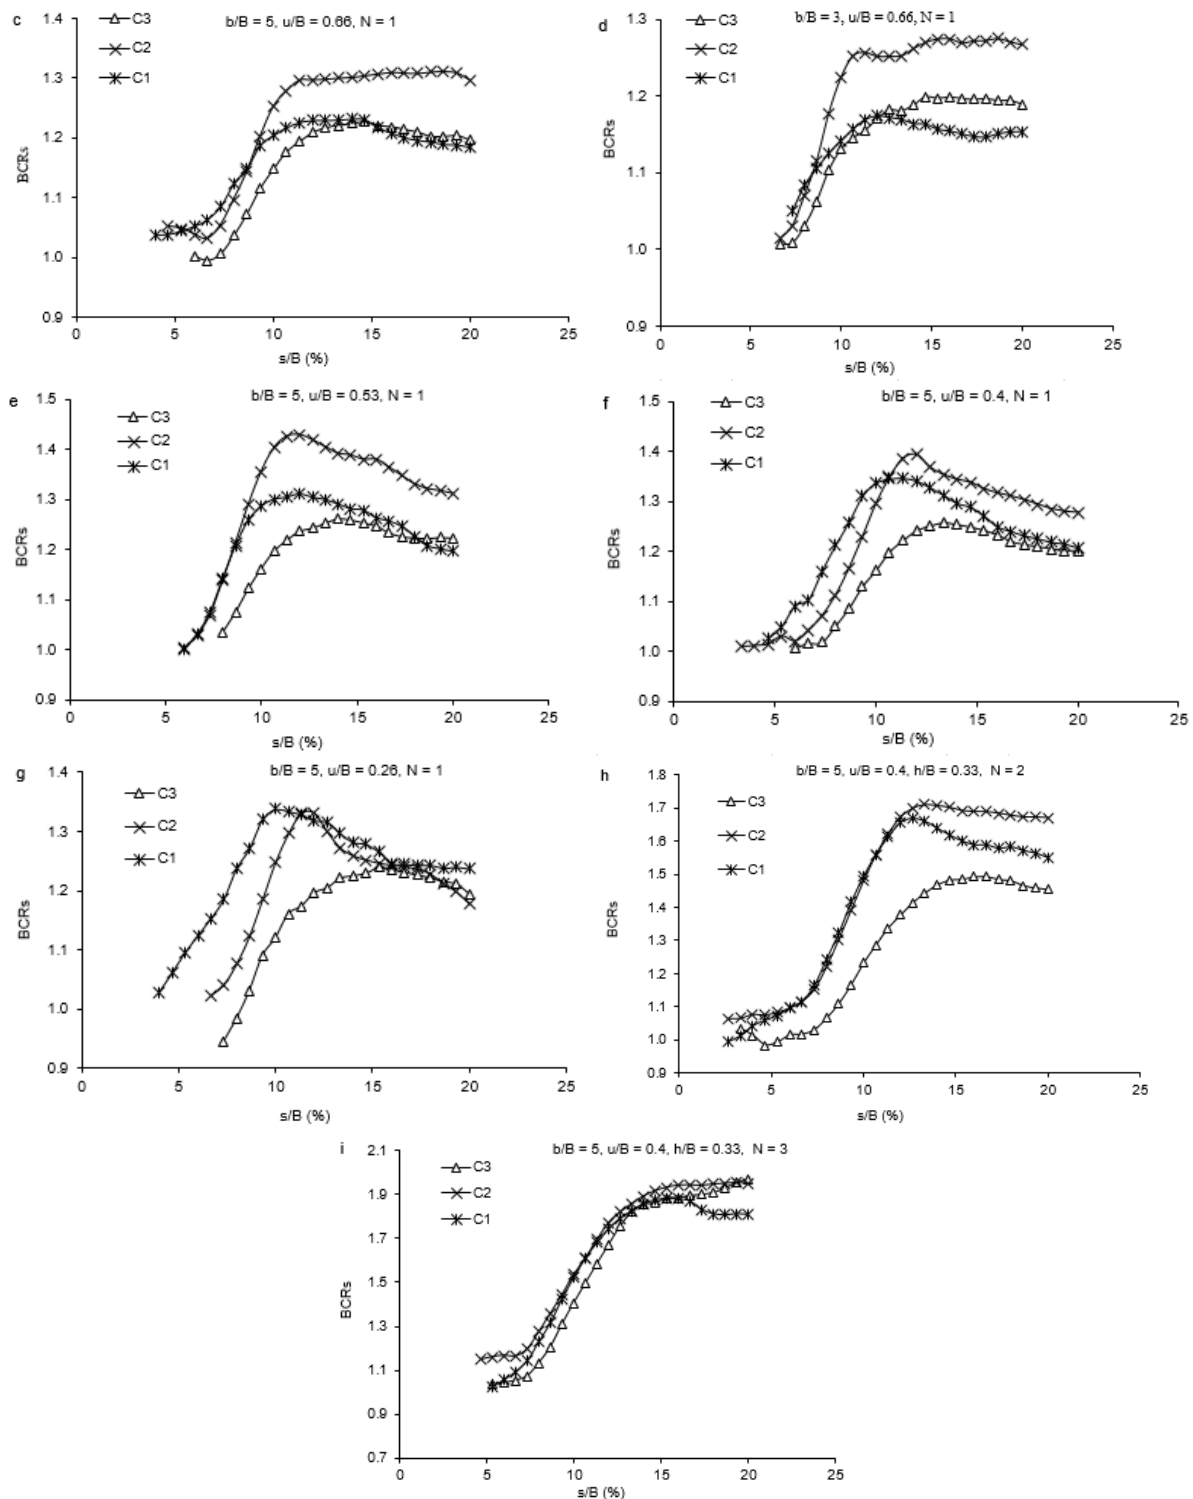 c
b/B = 5, u/B = 0.66, N = 1
C3
C2
C1
1.4
1.3
1.2
1.1
1.0
0.9
BCRs
0 5 10 15 20 25
s/B (%)
d
b/B = 3, u/B = 0.66, N = 1
C3
C2
C1
1.3
1.2
1.1
1.0
0.9
BCRs
0 5 10 15 20 25
s/B (%)
e
b/B = 5, u/B = 0.53, N = 1
C3
C2
C1
1.5
1.4
1.3
1.2
1.1
1.0
0.9
BCRs
0 5 10 15 20 25
s/B (%)
f
b/B = 5, u/B = 0.4, N = 1
C3
C2
C1
1.5
1.4
1.3
1.2
1.1
1.0
0.9
BCRs
0 5 10 15 20 25
s/B (%)
g
b/B = 5, u/B = 0.26, N = 1
C3
C2
C1
1.4
1.3
1.2
1.1
1.0
0.9
BCRs
0 5 10 15 20 25
s/B (%)
h
b/B = 5, u/B = 0.4, h/B = 0.33, N = 2
C3
C2
C1
1.8
1.7
1.6
1.5
1.4
1.3
1.2
1.1
1.0
0.9
BCRs
0 5 10 15 20 25
s/B (%)
i
b/B = 5, u/B = 0.4, h/B = 0.33, N = 3
C3
C2
C1
2.1
1.9
1.7
1.5
1.3
1.1
0.9
0.7
BCRs
0 5 10 15 20 25
s/B (%)